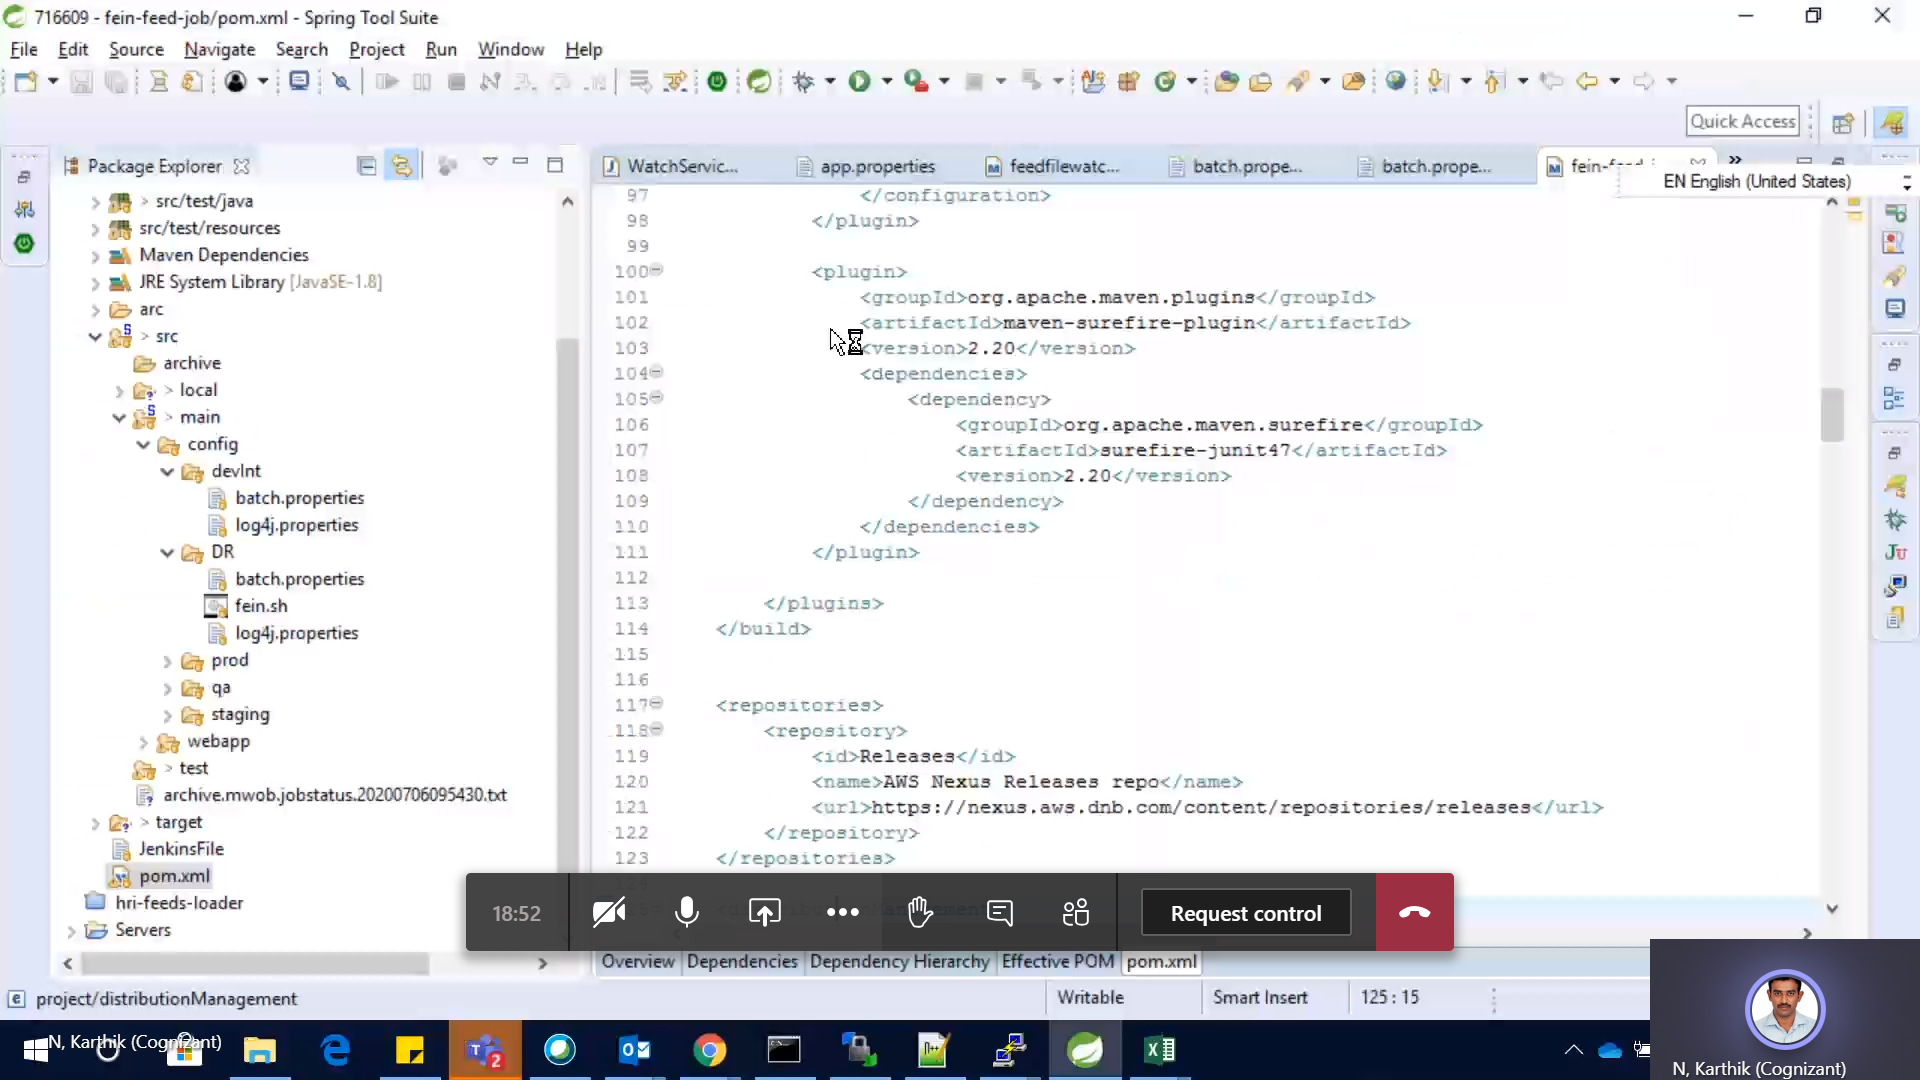 716609 - fein-feed-job/pom.xml - Spring Tool Suite
File Edit Source Navigate Search Project Run Window Help
Quick Access
Package Explorer
WatchServic...
app.properties
feedfilewatc...
batch.prope...
batch.prope...
EN English (United States)
> src/test/java
src/test/resources
Maven Dependencies
JRE System Library [JavaSE-1.8]
arc
> src
archive
> local
> main
config
devInt
batch.properties
log4j.properties
DR
batch.properties
fein.sh
log4j.properties
prod
qa
staging
webapp
> test
archive.mwob.jobstatus.20200706095430.txt
> target
JenkinsFile
pom.xml
hri-feeds-loader
Servers
97 </configuration>
98 </plugin>
99
100 <plugin>
101 <groupId>org.apache.maven.plugins</groupId>
102 <artifactId>maven-surefire-plugin</artifactId>
103 <version>2.20</version>
104 <dependencies>
105 <dependency>
106 <groupId>org.apache.maven.surefire</groupId>
107 <artifactId>surefire-junit47</artifactId>
108 <version>2.20</version>
109 </dependency>
110 </dependencies>
111 </plugin>
112
113 </plugins>
114 </build>
115
116
117 <repositories>
118 <repository>
119 <id>Releases</id>
120 <name>AWS Nexus Releases repo</name>
121 <url>https://nexus.aws.dnb.com/content/repositories/releases</url>
122 </repository>
123 </repositories>
18:52
Request control
Overview Dependencies Dependency Hierarchy Effective POM pom.xml
project/distributionManagement
Writable
Smart Insert
125 : 15
N, Karthik (Cognizant)
2
N, Karthik (Cognizant)